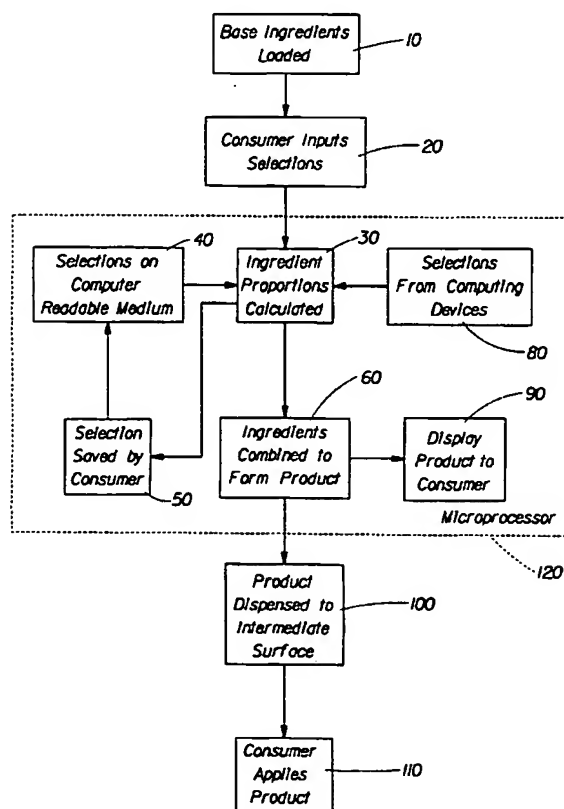 Base Ingredients
Loaded
10
Consumer Inputs
Selections
20
40
Selections on
Computer
Readable Medium
30
Ingredient
Proportions
Calculated
Selections
From Computing
Devices
80
60
90
Selection
Saved by
Consumer
50
Ingredients
Combined to
Form Product
Display
Product to
Consumer
Microprocessor
120
Product
Dispensed to
Intermediate
Surface
100
Consumer
Applies
Product
110